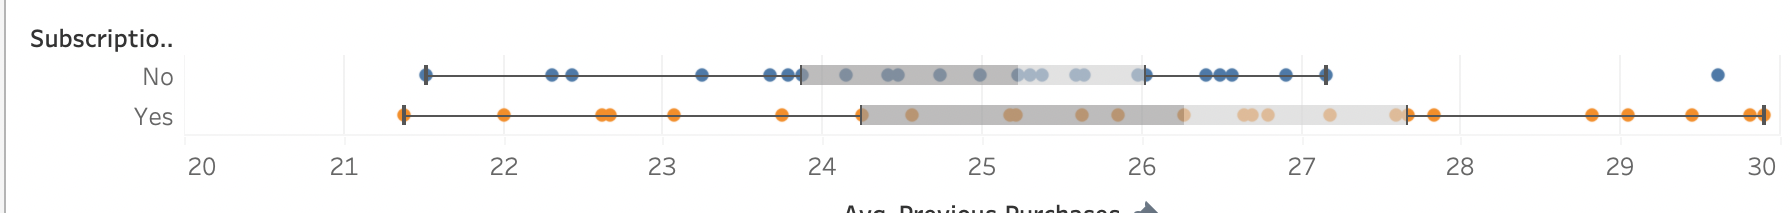 Subscriptio..
No
Yes
20 21 22 23 24 25 26 27 28 29 30
Avg. Previous Purchases